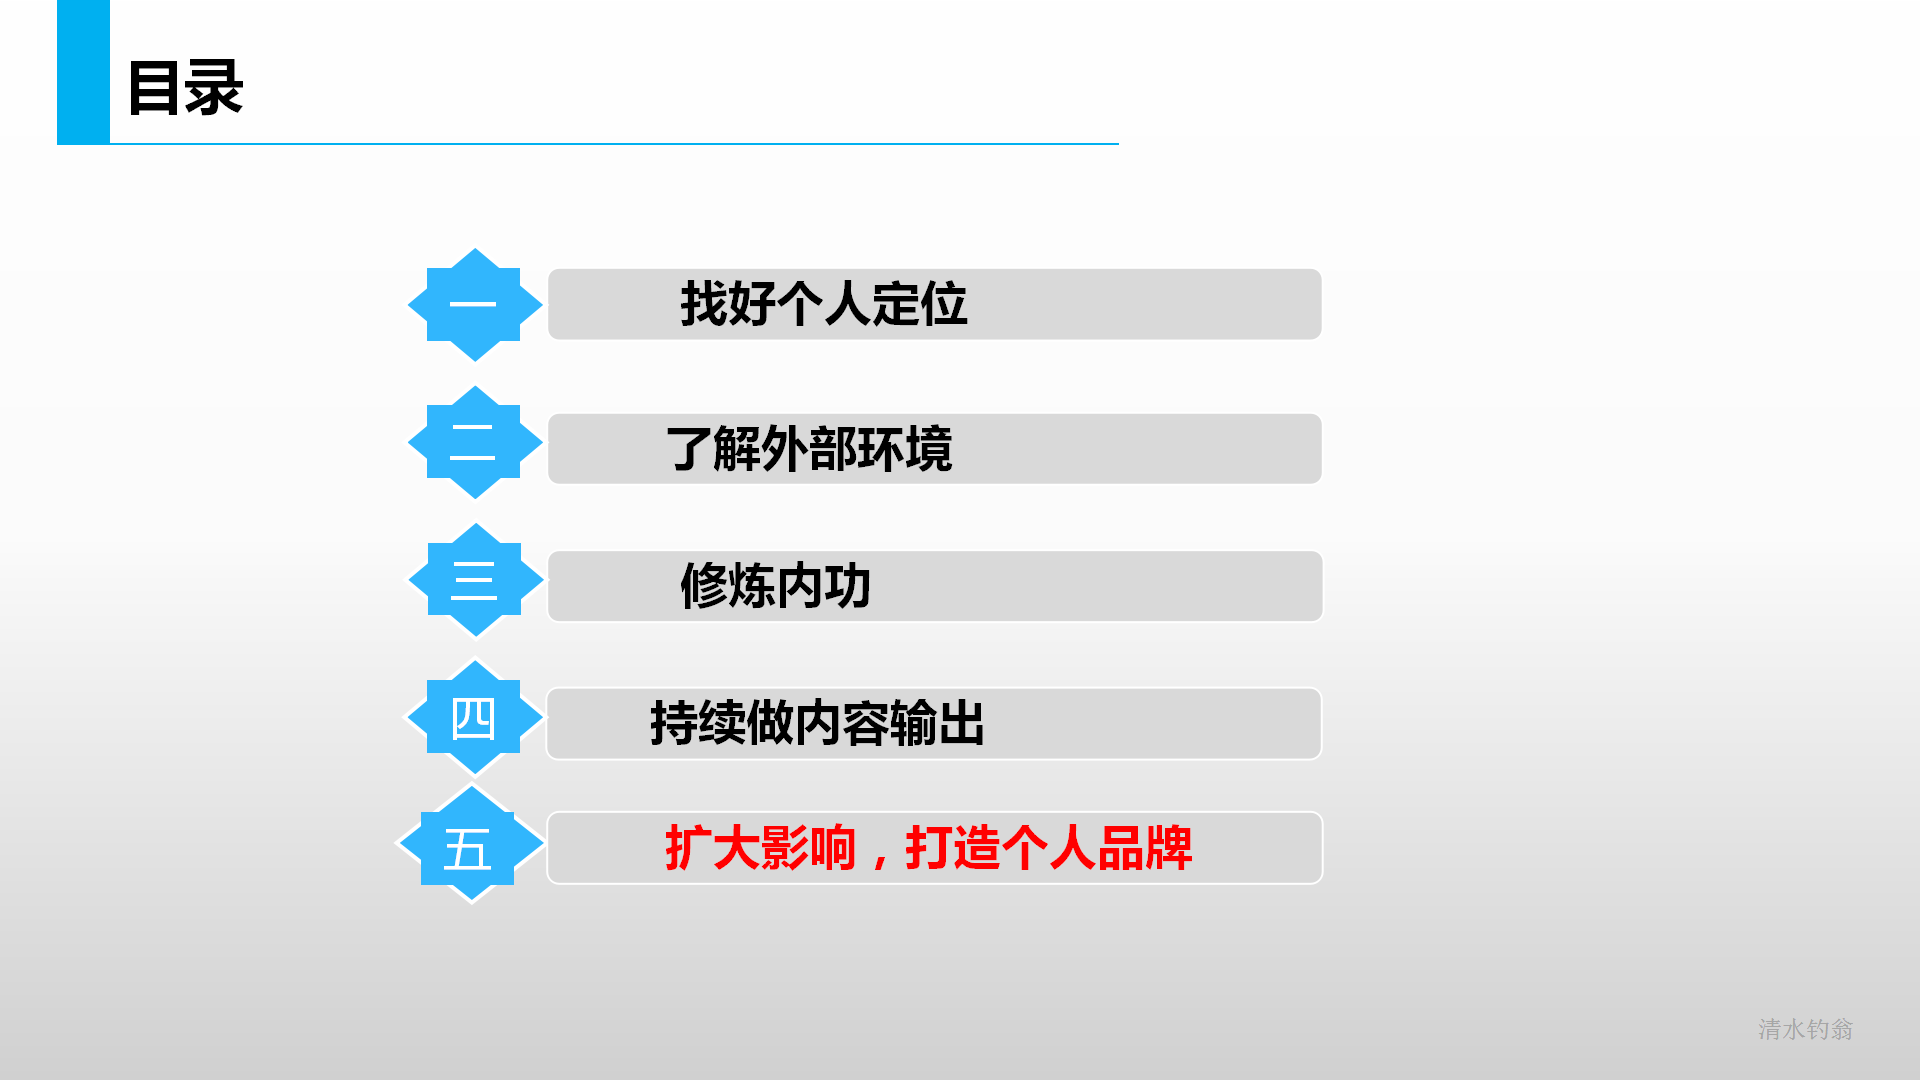 目录
一
找好个人定位
二
了解外部环境
三
修炼内功
四
持续做内容输出
五
扩大影响，打造个人品牌
清水钓翁